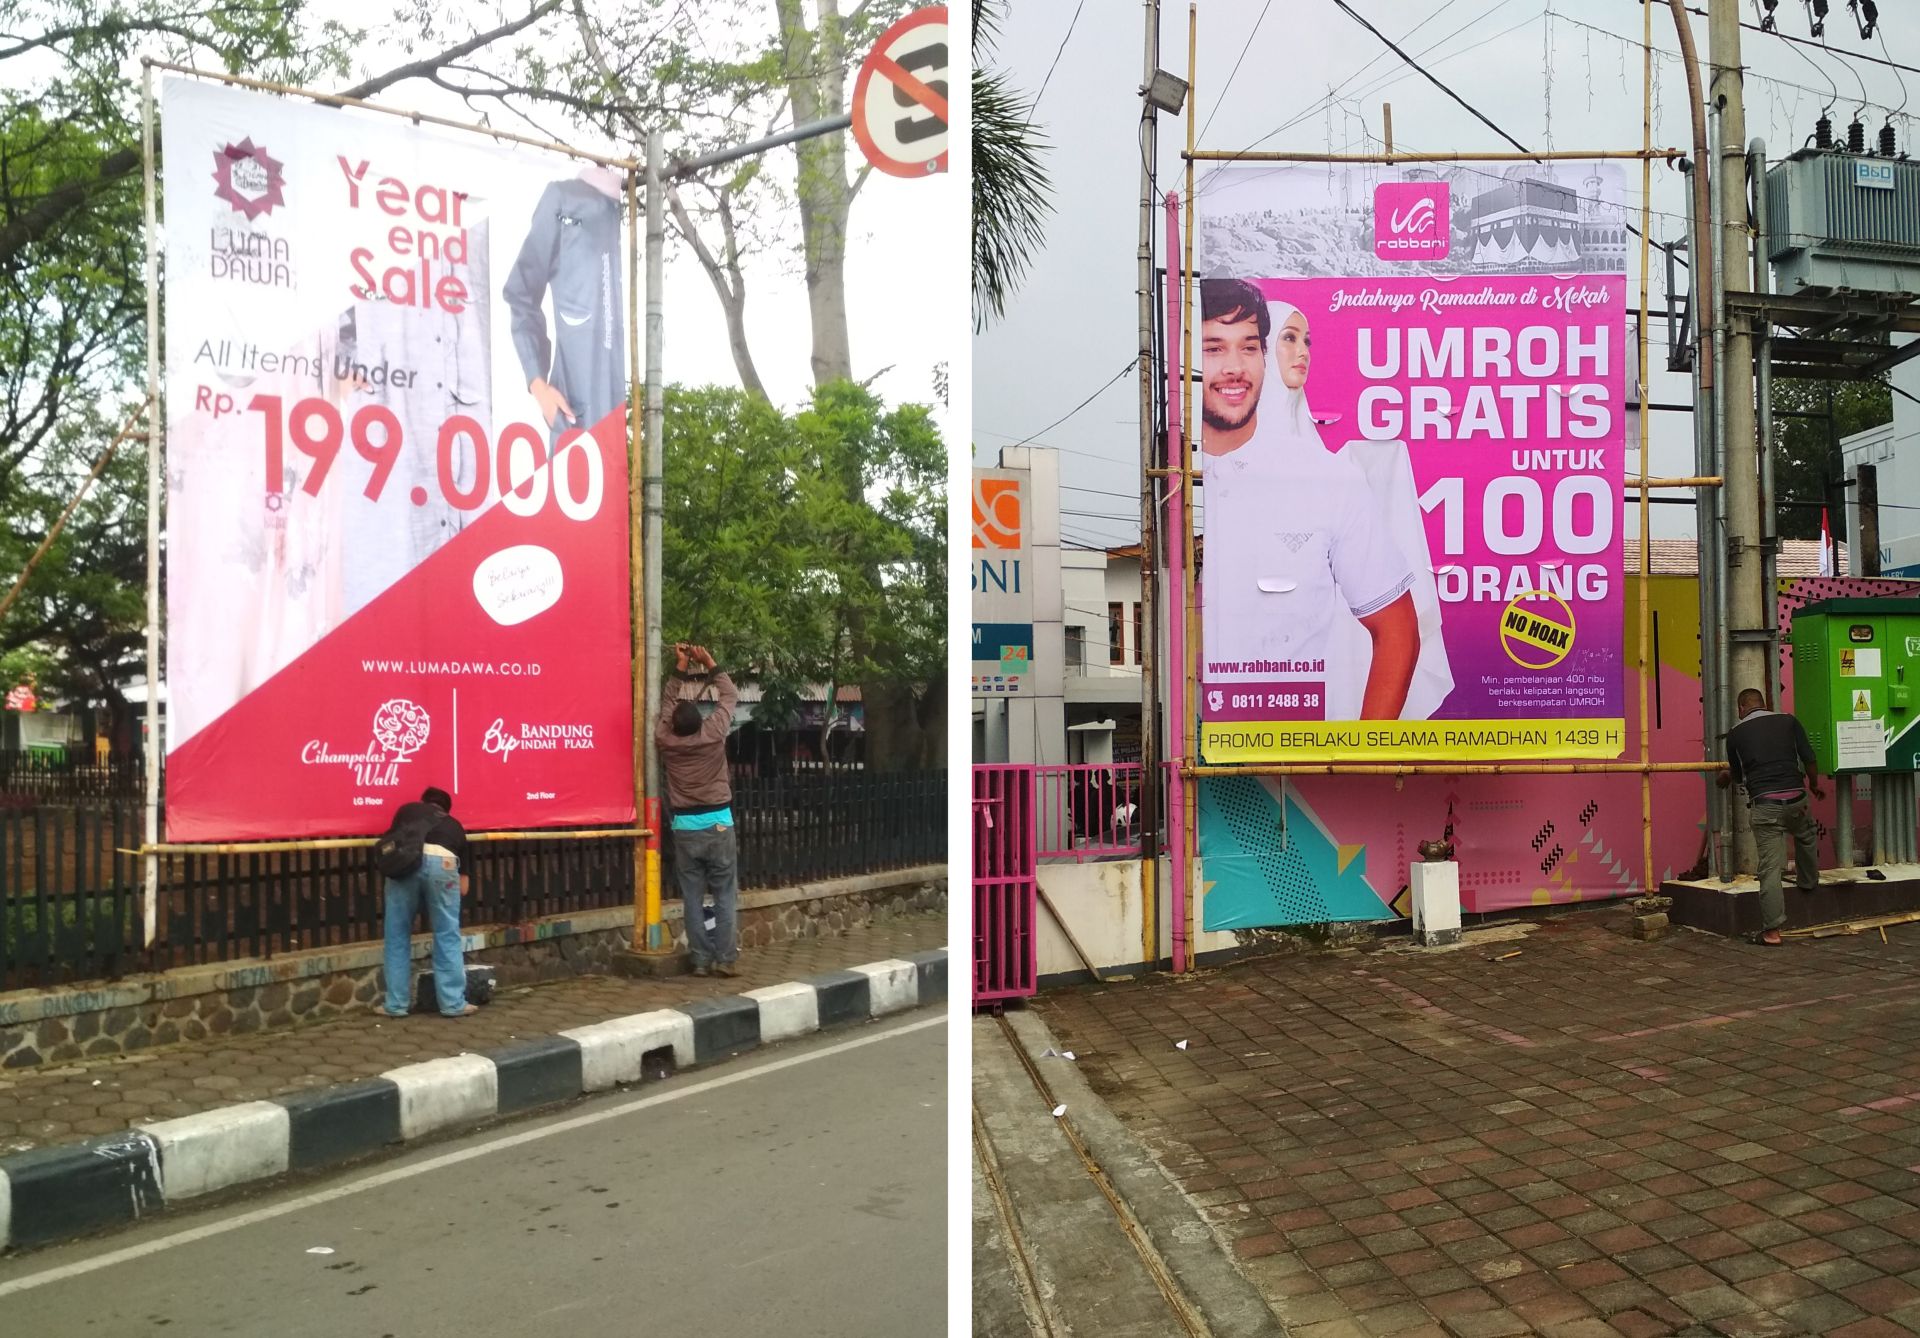 LUMA
DAWA
Year
end
Sale
All Items Under
Rp. 199.000
Belanja
Sekarang!!!
WWW.LUMADAWA.CO.ID
Cihampelas
Walk
LG Floor
Bip BANDUNG
INDAH PLAZA
2nd Floor
S
rabbani
Indahnya Ramadhan di Mekah
UMROH
GRATIS
UNTUK
100
ORANG
NO HOAX
www.rabbani.co.id
0811 2488 38
Min. pembelanjaan 400 ribu
berlaku kelipatan langsung
berkesempatan UMROH
PROMO BERLAKU SELAMA RAMADHAN 1439 H
B&D
BNI
24